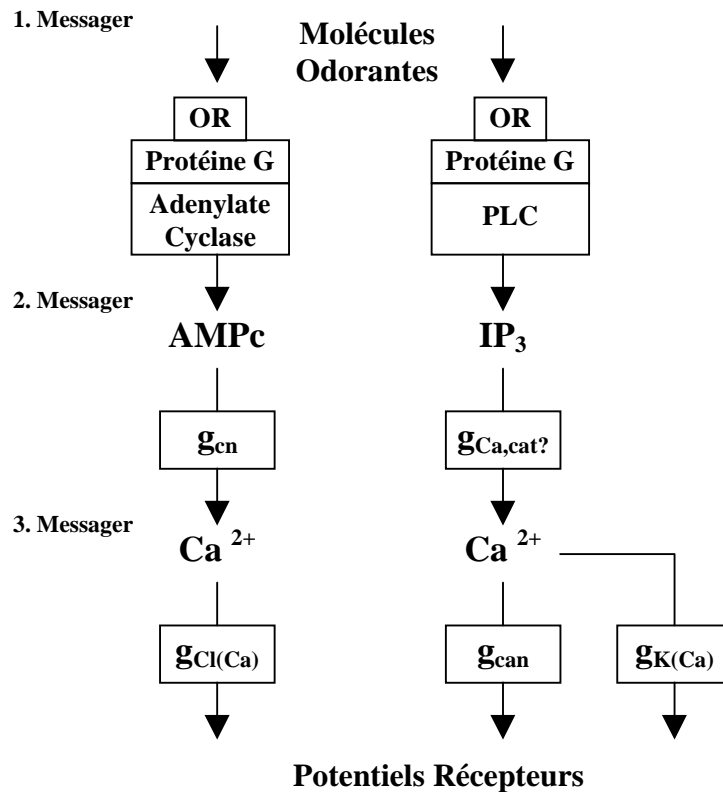 1. Messager
Molécules
Odorantes
OR
OR
Protéine G
Protéine G
Adenylate
Cyclase
PLC
2. Messager
AMPc
IP₃
gcn
gCa,cat?
3. Messager
Ca 2+
Ca 2+
gCl(Ca)
gcan
gK(Ca)
Potentiels Récepteurs